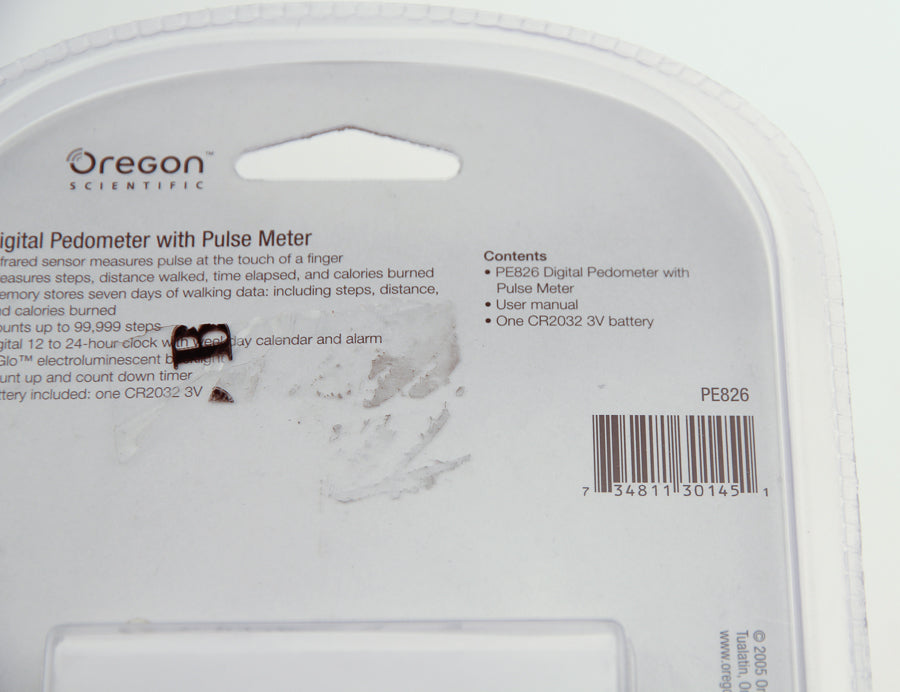 Oregon™
SCIENTIFIC
igital Pedometer with Pulse Meter
frared sensor measures pulse at the touch of a finger
easures steps, distance walked, time elapsed, and calories burned
emory stores seven days of walking data: including steps, distance,
nd calories burned
ounts up to 99,999 steps
gital 12 to 24-hour clock with weekday calendar and alarm
Glo™ electroluminescent backlight
unt up and count down timer
ttery included: one CR2032 3V
B
Contents
• PE826 Digital Pedometer with
Pulse Meter
• User manual
• One CR2032 3V battery
PE826
7 34811 30145 1
© 2005 O
Tualatin, O
www.oreg